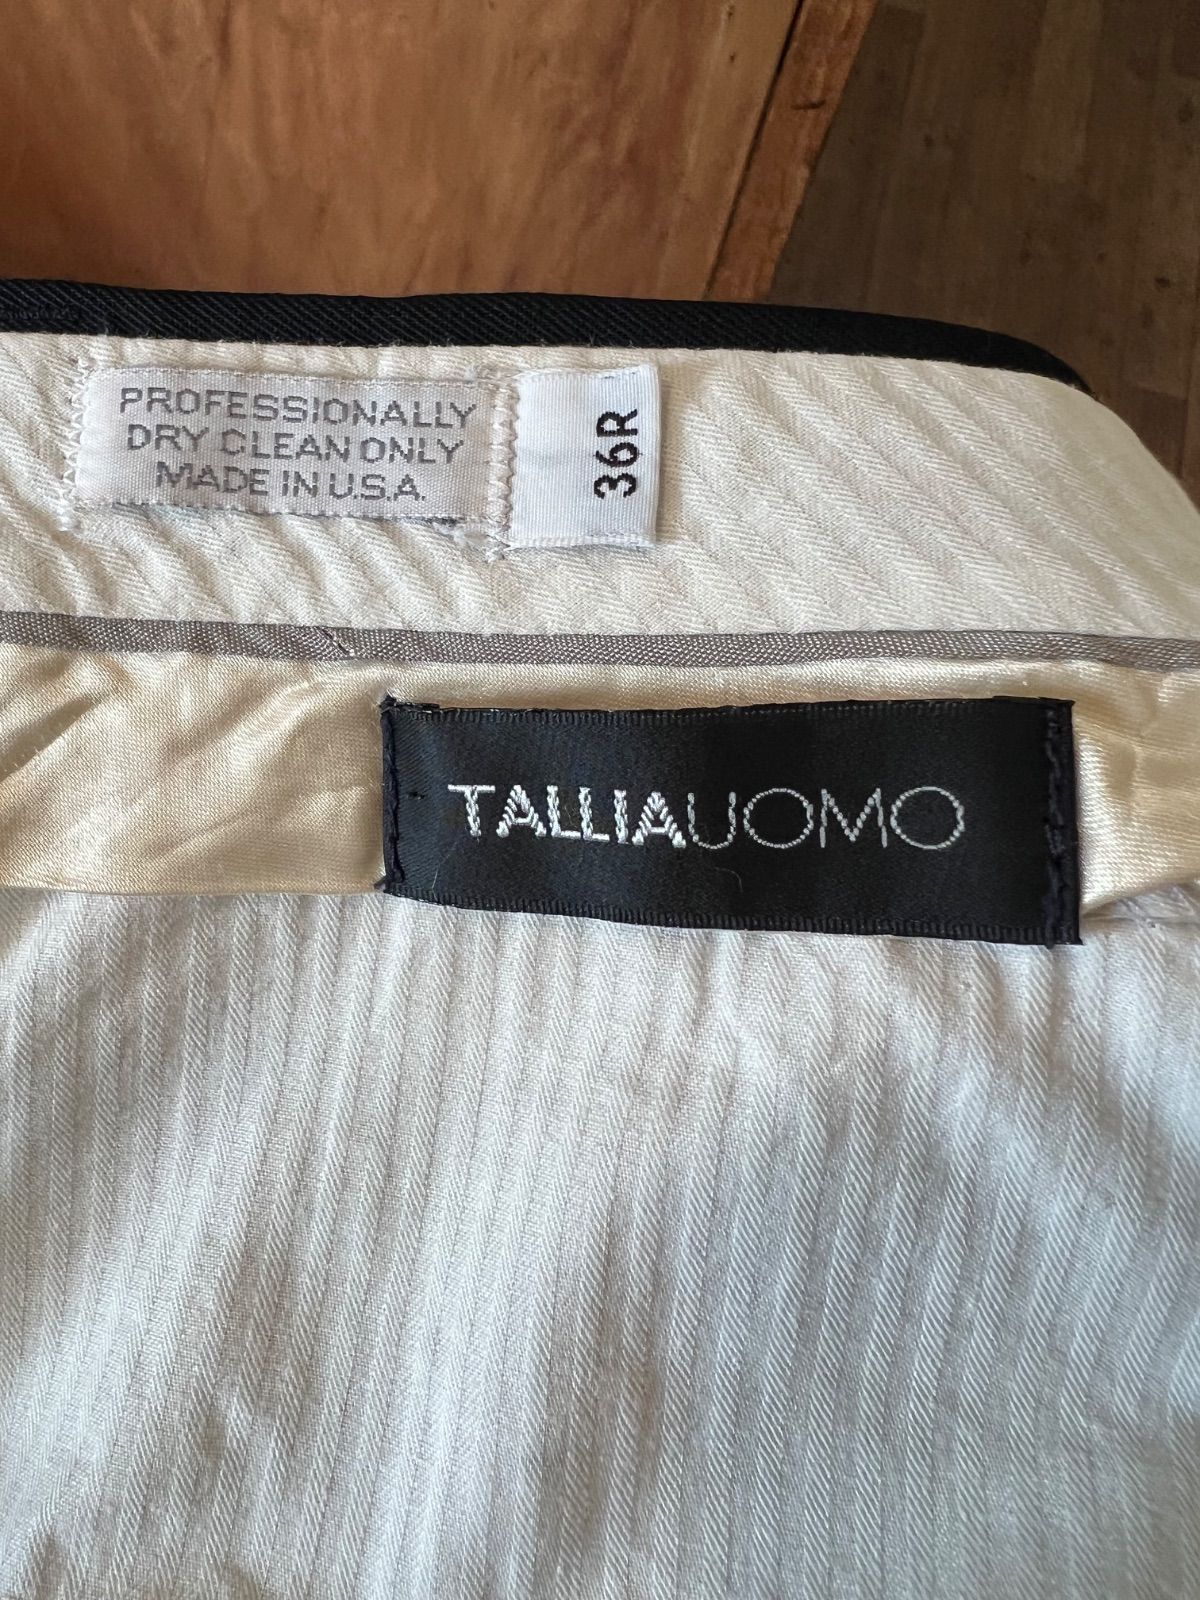 PROFESSIONALLY
DRY CLEAN ONLY
MADE IN U.S.A.
36R
TALLIAUOMO